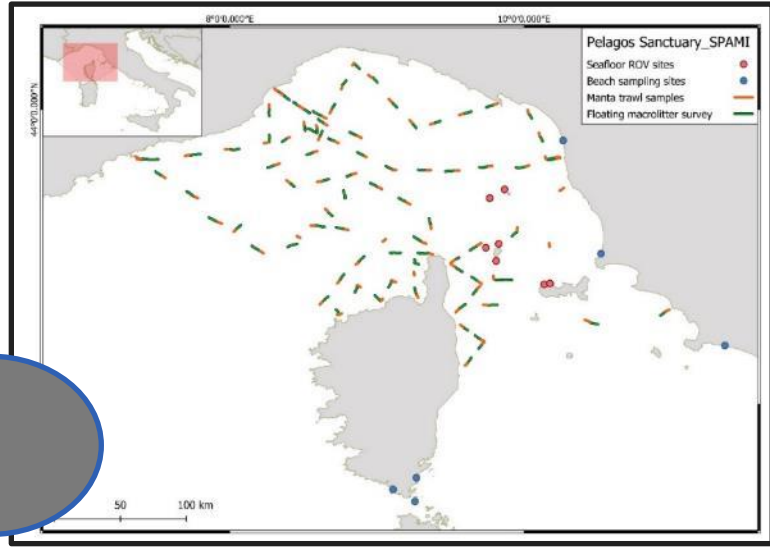 8°0'0.000"E 10°0'0.000"E
44°0'0.000"N
Pelagos Sanctuary_SPAMI
Seafloor ROV sites
Beach sampling sites
Manta trawl samples
Floating macrolitter survey
50 100 km